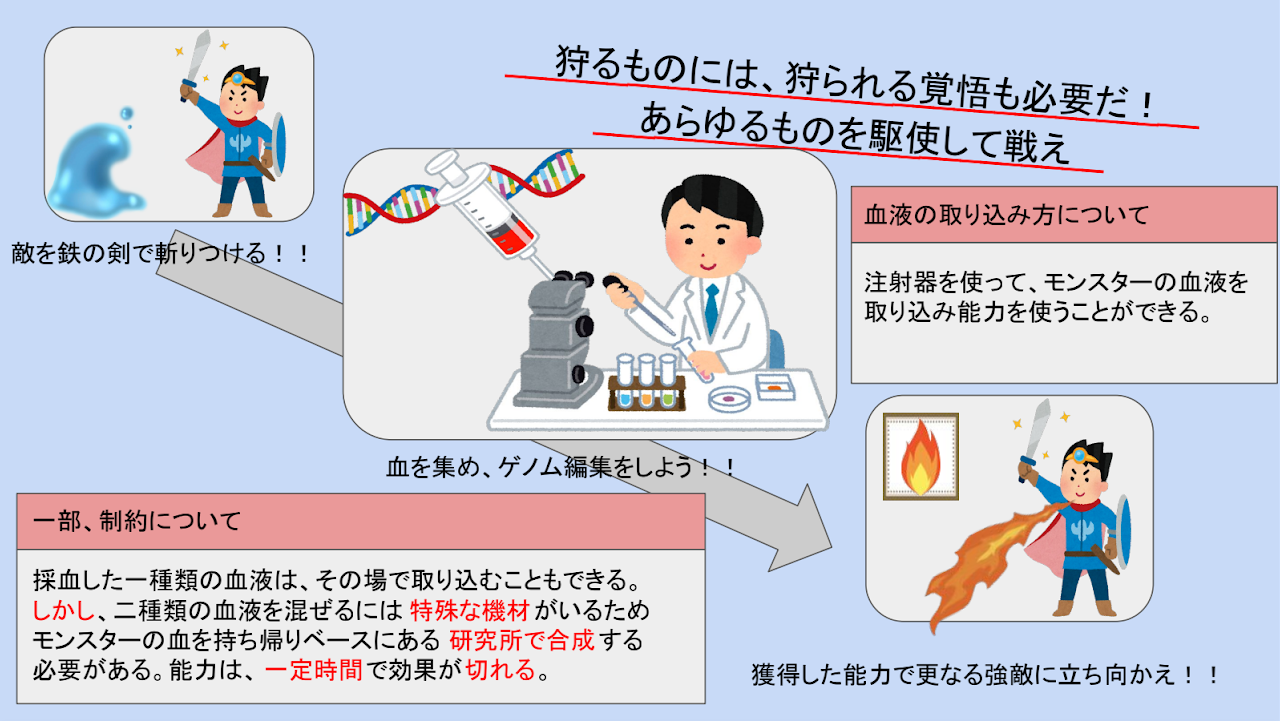 狩るものには、狩られる覚悟も必要だ！
あらゆるものを駆使して戦え
敵を鉄の剣で斬りつける！！
血液の取り込み方について
注射器を使って、モンスターの血液を
取り込み能力を使うことができる。
血を集め、ゲノム編集をしよう！！
一部、制約について
採血した一種類の血液は、その場で取り込むこともできる。
しかし、二種類の血液を混ぜるには 特殊な機材 がいるため
モンスターの血を持ち帰りベースにある 研究所で合成 する
必要がある。能力は、一定時間 で効果が 切れる。
獲得した能力で更なる強敵に立ち向かえ！！